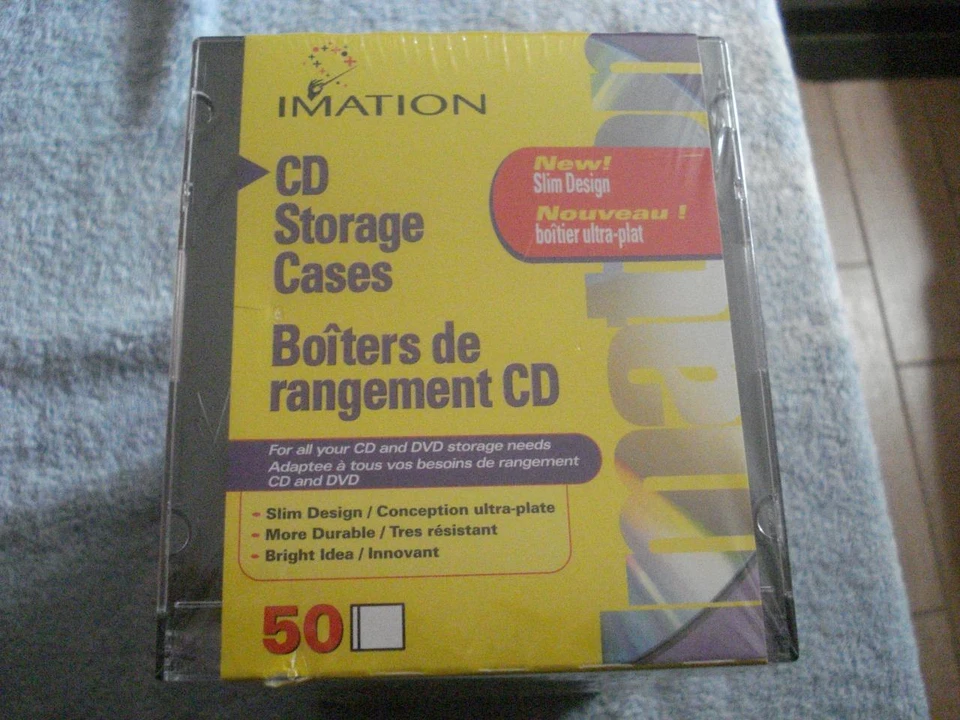 IMATION
CD
Storage
Cases
New!
Slim Design
Nouveau !
boîtier ultra-plat
Boîters de
rangement CD
For all your CD and DVD storage needs
Adaptee à tous vos besoins de rangement
CD and DVD
• Slim Design / Conception ultra-plate
• More Durable / Tres résistant
• Bright Idea / Innovant
50
imation